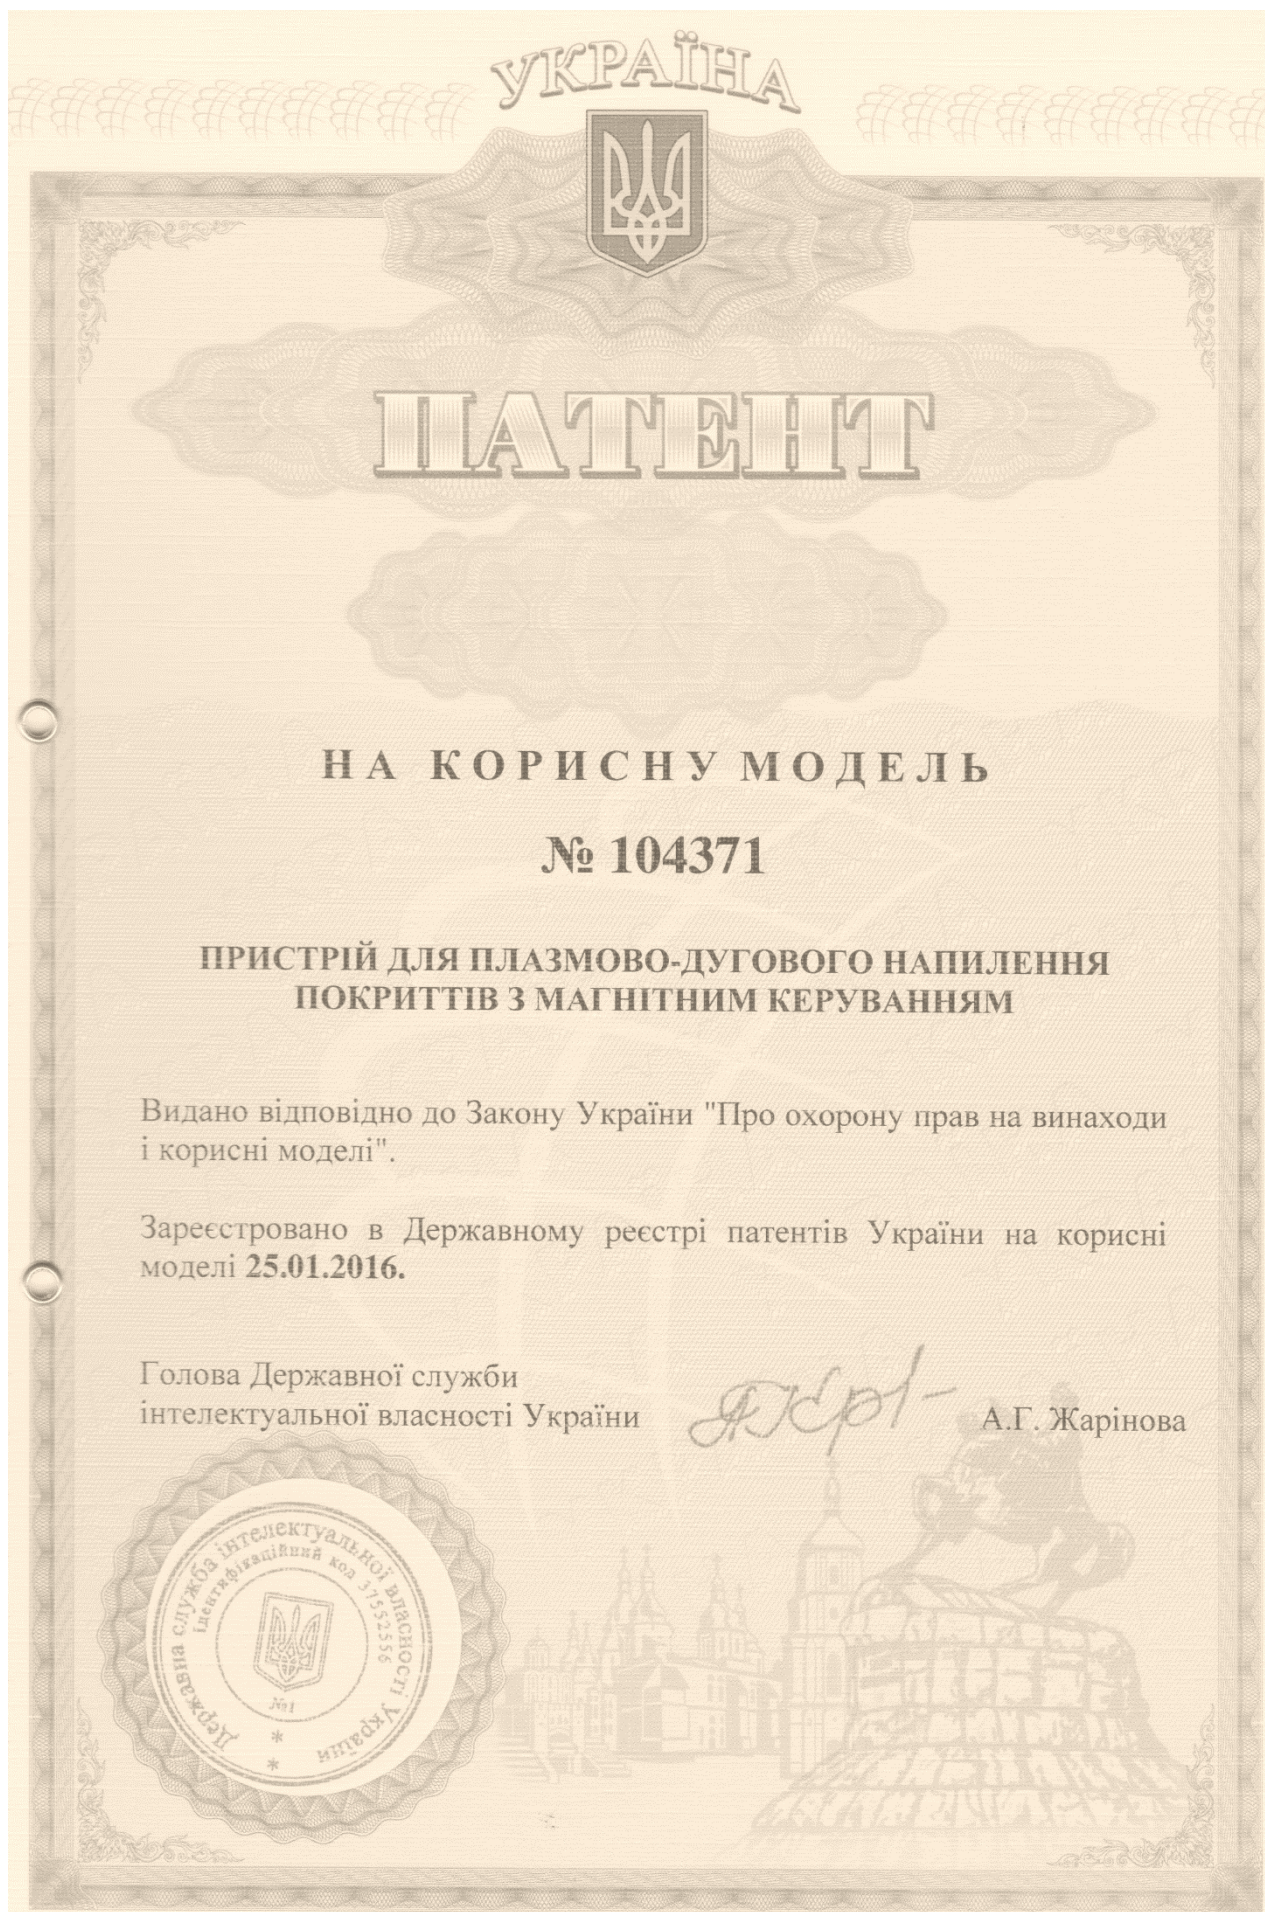 УКРАЇНА
ПАТЕНТ
НА КОРИСНУ МОДЕЛЬ
№ 104371
ПРИСТРІЙ ДЛЯ ПЛАЗМОВО-ДУГОВОГО НАПИЛЕННЯ
ПОКРИТТІВ З МАГНІТНИМ КЕРУВАННЯМ
Видано відповідно до Закону України "Про охорону прав на винаходи
і корисні моделі".
Зареєстровано в Державному реєстрі патентів України на корисні
моделі 25.01.2016.
Голова Державної служби
інтелектуальної власності України
А.Г. Жарінова
Державна служба інтелектуальної власності України
ідентифікаційний код 37552556
№1